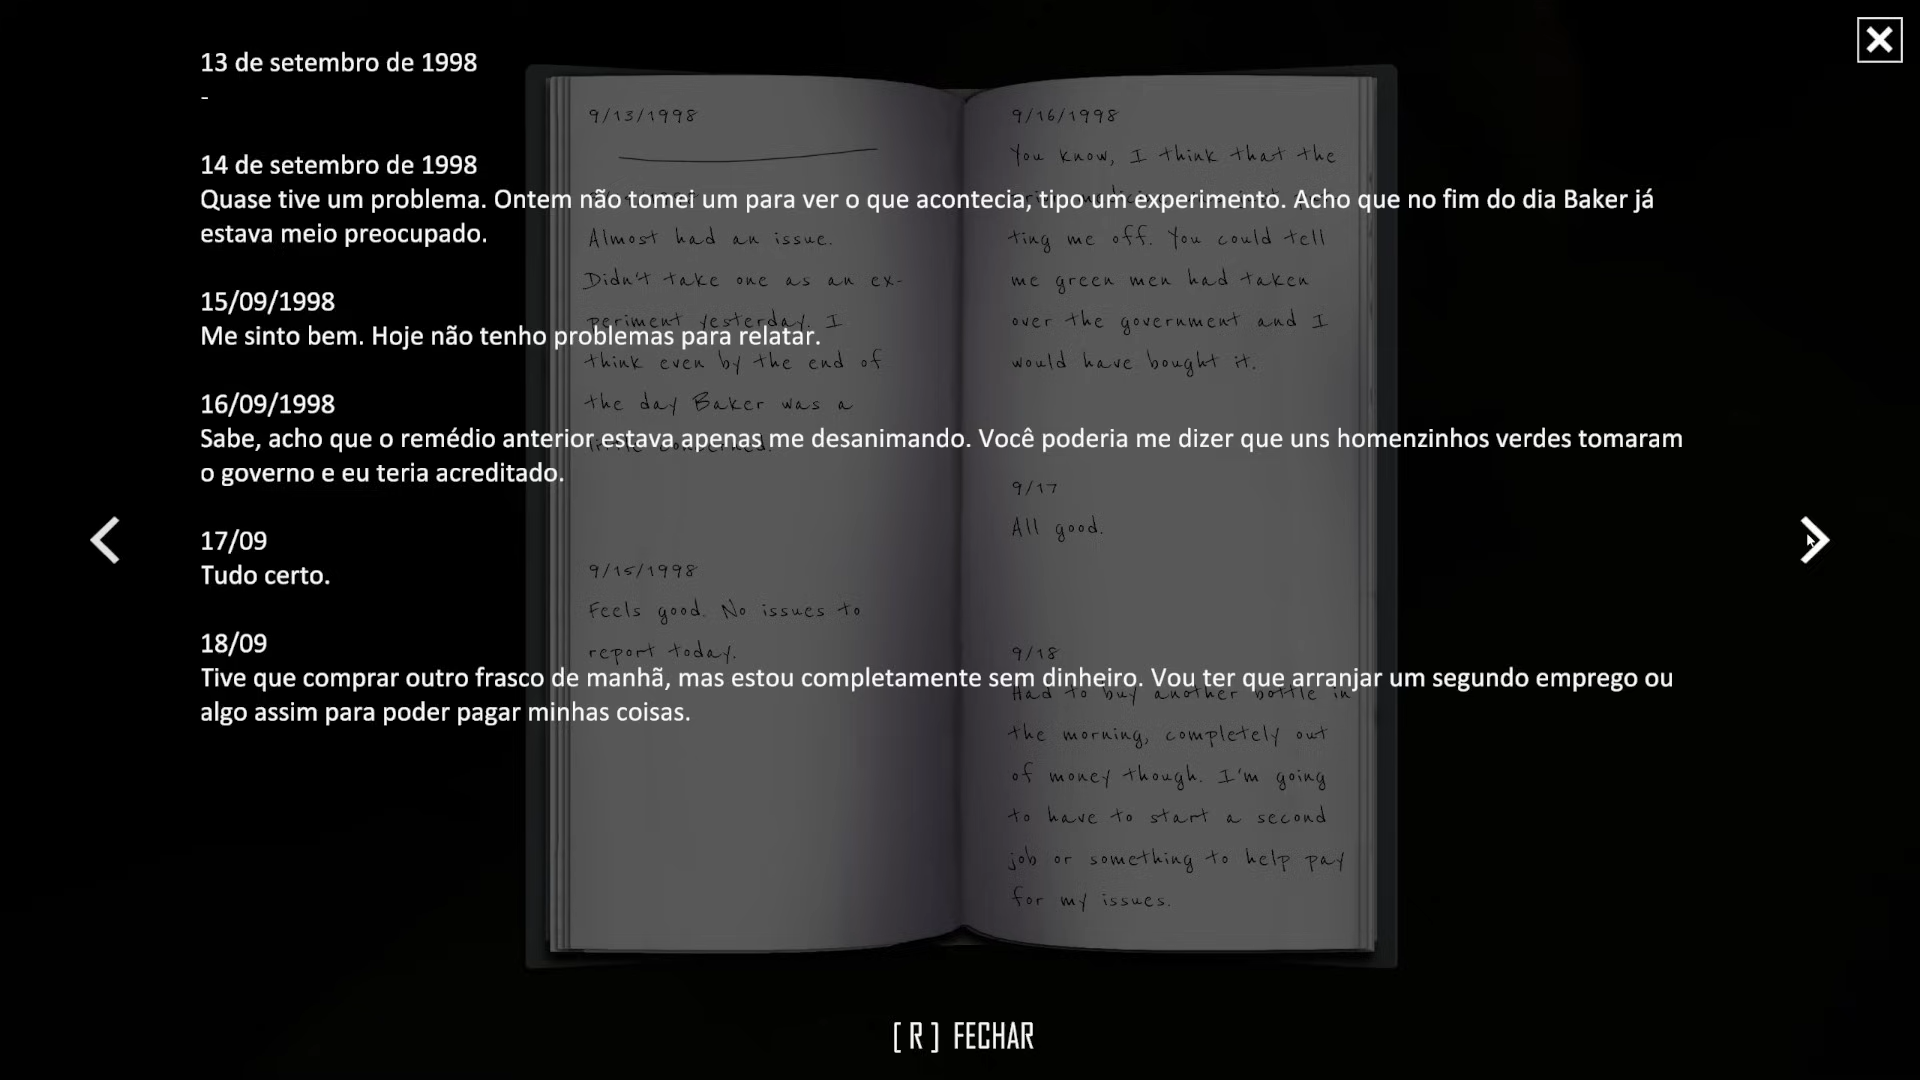 13 de setembro de 1998
-
14 de setembro de 1998
Quase tive um problema. Ontem não tomei um para ver o que acontecia, tipo um experimento. Acho que no fim do dia Baker já
estava meio preocupado.
15/09/1998
Me sinto bem. Hoje não tenho problemas para relatar.
16/09/1998
Sabe, acho que o remédio anterior estava apenas me desanimando. Você poderia me dizer que uns homenzinhos verdes tomaram
o governo e eu teria acreditado.
17/09
Tudo certo.
18/09
Tive que comprar outro frasco de manhã, mas estou completamente sem dinheiro. Vou ter que arranjar um segundo emprego ou
algo assim para poder pagar minhas coisas.
9/13/1998
Almost had an issue.
Didn't take one as an ex-
periment yesterday. I
think even by the end of
the day Baker was a
little concerned.
9/15/1998
Feels good. No issues to
report today.
9/16/1998
You know, I think that the
ting me off. You could tell
me green men had taken
over the government and I
would have bought it.
9/17
All good.
9/18
Had to buy another bottle in
the morning, completely out
of money though. I'm going
to have to start a second
job or something to help pay
for my issues.
[ R ] FECHAR